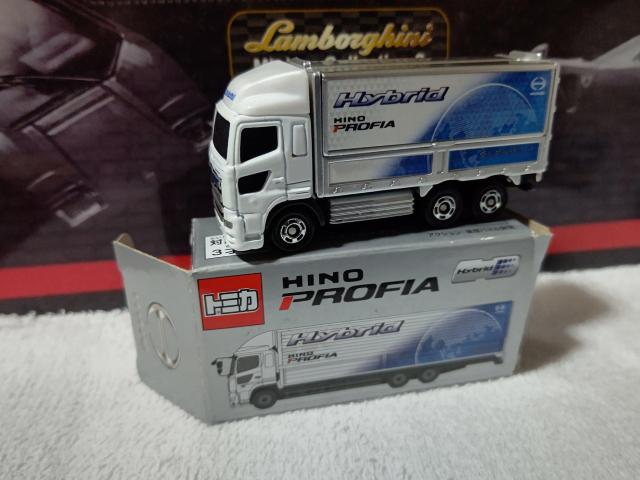 Lamborghini
Hybrid
HINO
PROFIA
トミカ
HINO
PROFIA
Hybrid
Hybrid
HINO
PROFIA